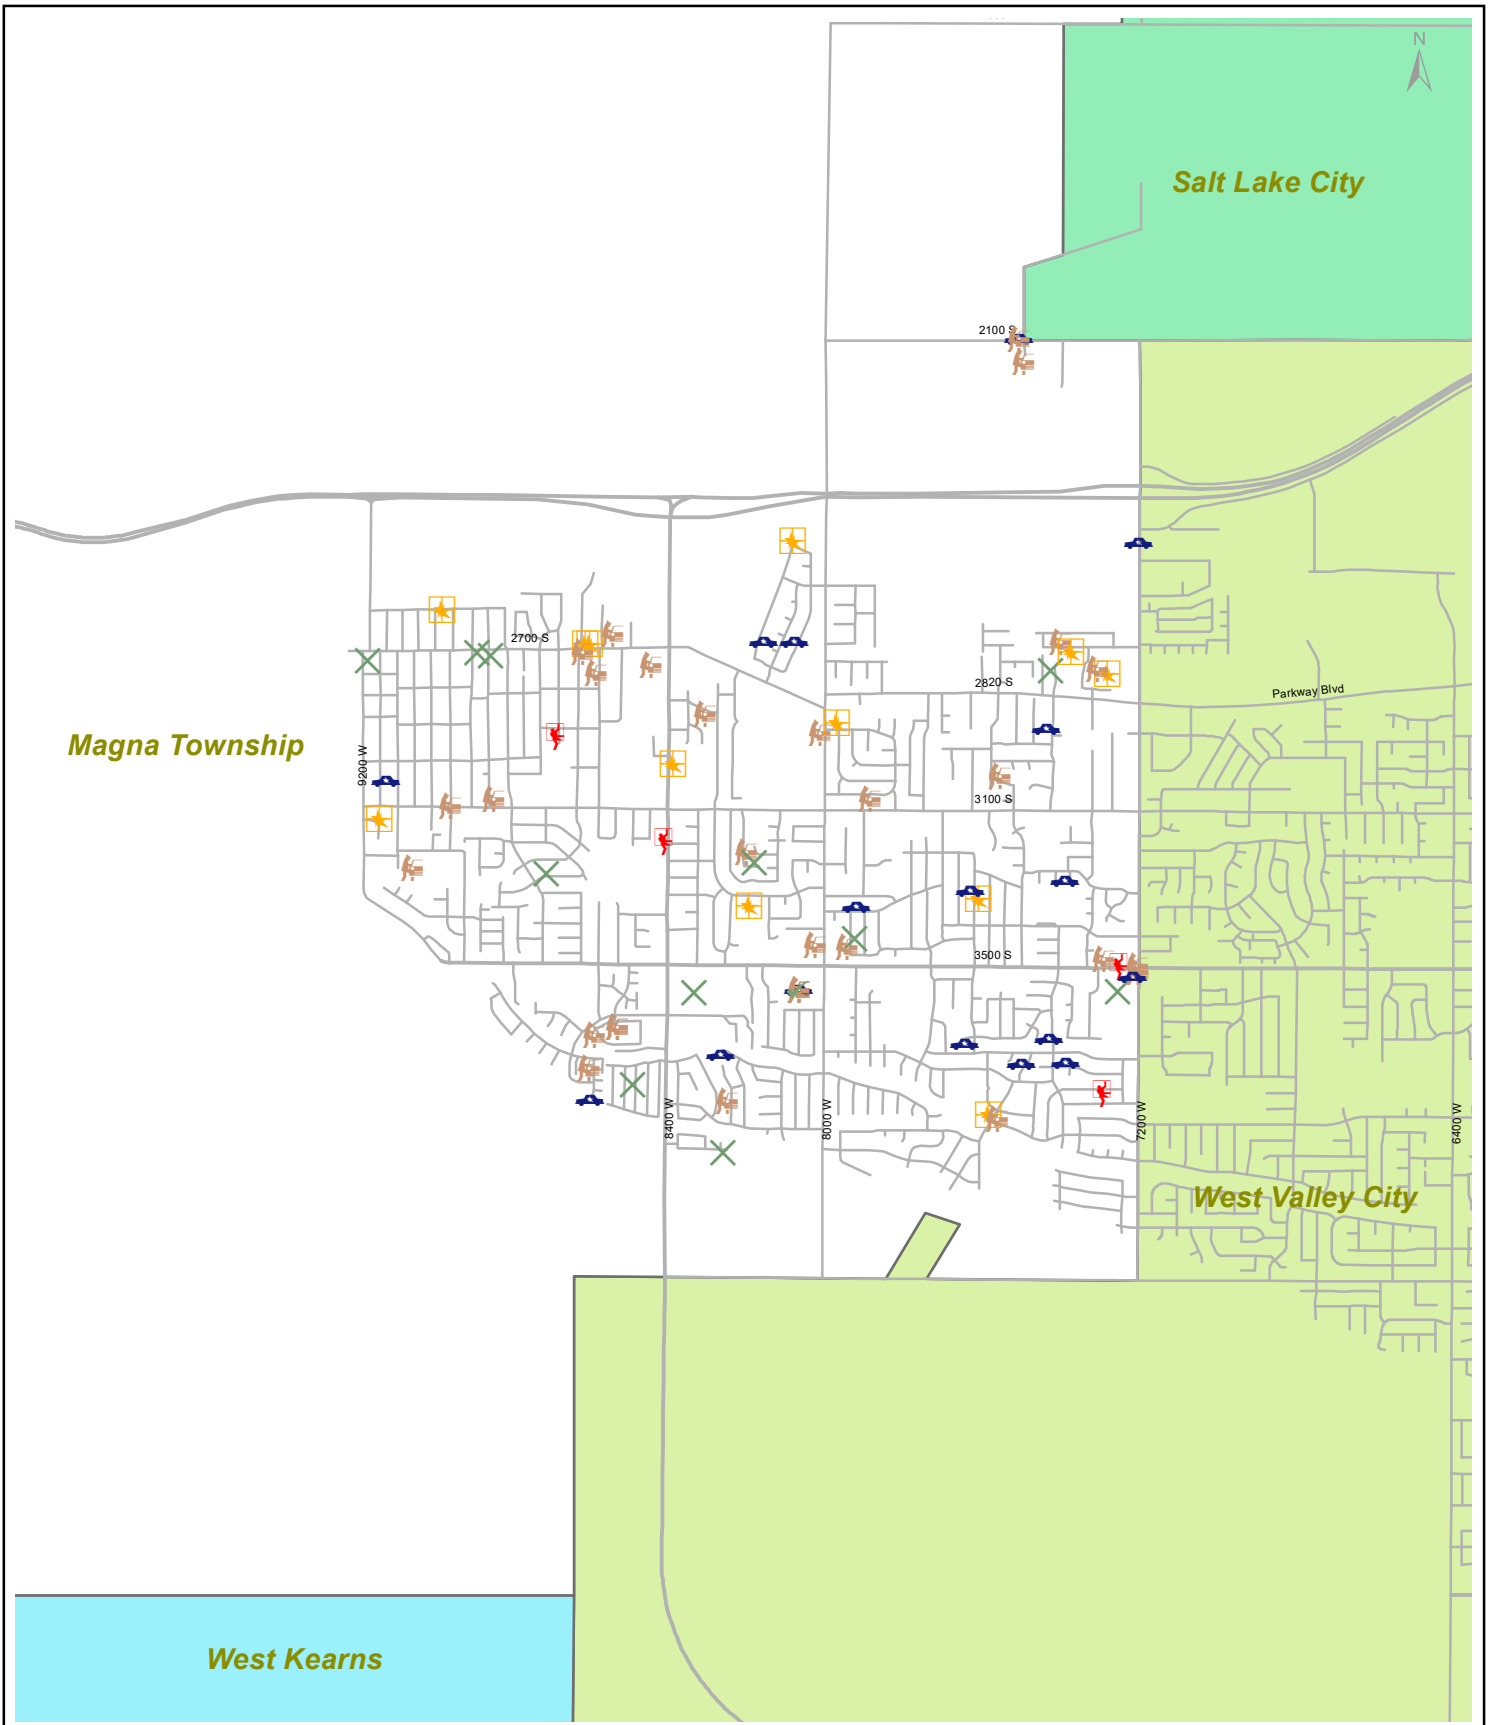 N
Salt Lake City
2100 S
2700 S
2820 S
Parkway Blvd
Magna Township
9200 W
3100 S
3500 S
8400 W
8000 W
7200 W
6400 W
West Valley City
West Kearns